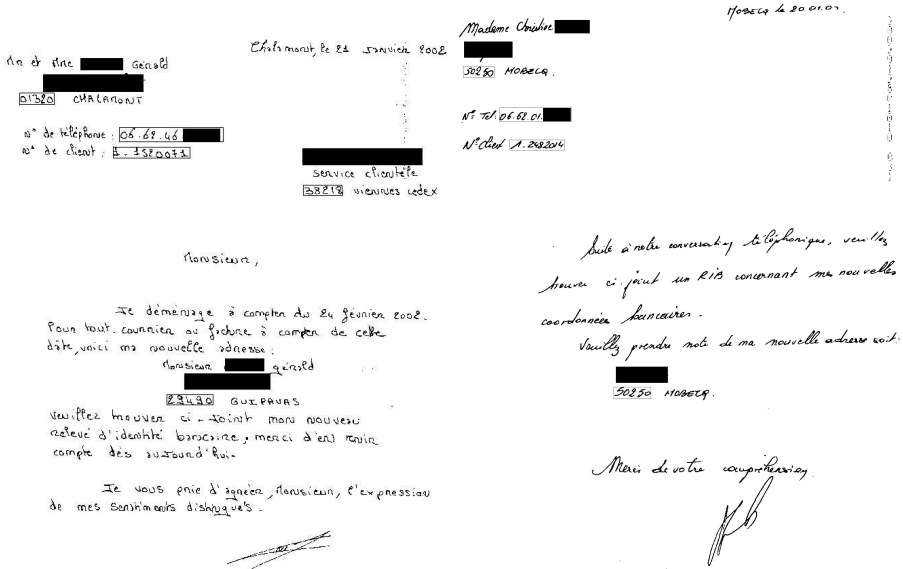 Chalamont, le 21 Janvier 2002
Mr et Mme Gérald
01320 CHALAMONT
N° de téléphone : 06.62.46
N° de client : 1.1520071
Service clientèle
38218 viennes cedex
Monsieur,
Je déménage à compter du 24 février 2002.
Pour tout courrier ou facture à compter de cette
date, voici ma nouvelle adresse :
Monsieur gérald
29490 GUIPAVAS
Veuillez trouver ci-Joint mon nouveau
relevé d'identité bancaire, merci d'en tenir
compte dès aujourd'hui.
Je vous prie d'agréer, Monsieur, l'expression
de mes sentiments distingués.
MOBECQ le 20.01.01.
Madame Christine
50250 MOBECQ.
N° Tel. 06.62.01.
N° Client 1.2482014
Suite à notre conversation téléphonique, veuillez
trouver ci-joint un RIB concernant mes nouvelles
coordonnées bancaires.
Veuillez prendre note de ma nouvelle adresse soit :
50250 MOBECQ.
Merci de votre compréhension.